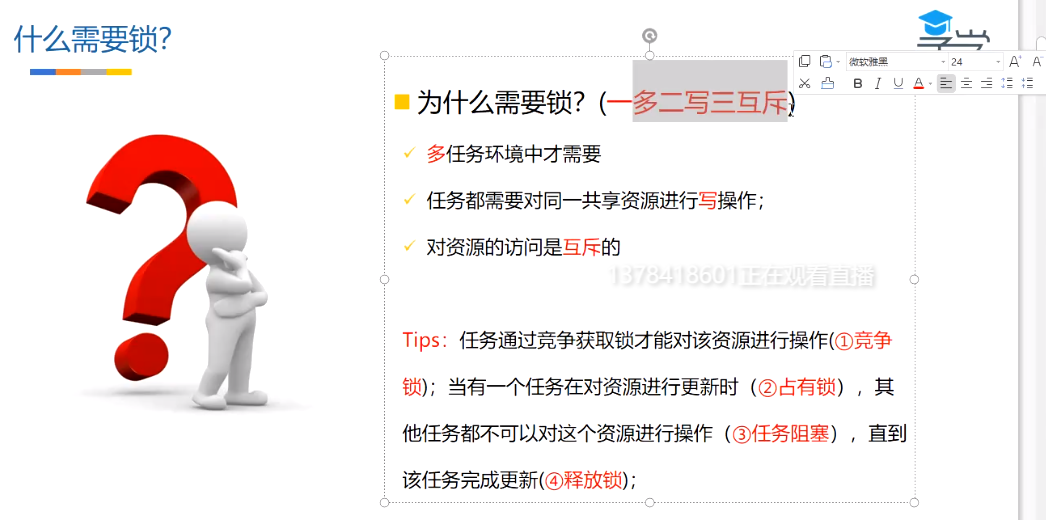 什么需要锁?
微软雅黑 24 A⁺ A⁻
B I U A
为什么需要锁? (一多二写三互斥)
✓ 多任务环境中才需要
✓ 任务都需要对同一共享资源进行写操作;
✓ 对资源的访问是互斥的
1378418601正在观看直播
Tips: 任务通过竞争获取锁才能对该资源进行操作(①竞争
锁); 当有一个任务在对资源进行更新时（②占有锁），其
他任务都不可以对这个资源进行操作（③任务阻塞），直到
该任务完成更新(④释放锁);